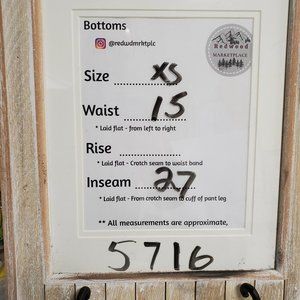 Bottoms
@redwdmrktplc
Redwood
MARKETPLACE
Size XS
Waist 15
* Laid flat - from left to right
Rise
* Laid flat - Crotch seam to waist band
Inseam 27
* Laid flat - From crotch seam to cuff of pant leg
** All measurements are approximate,
5716